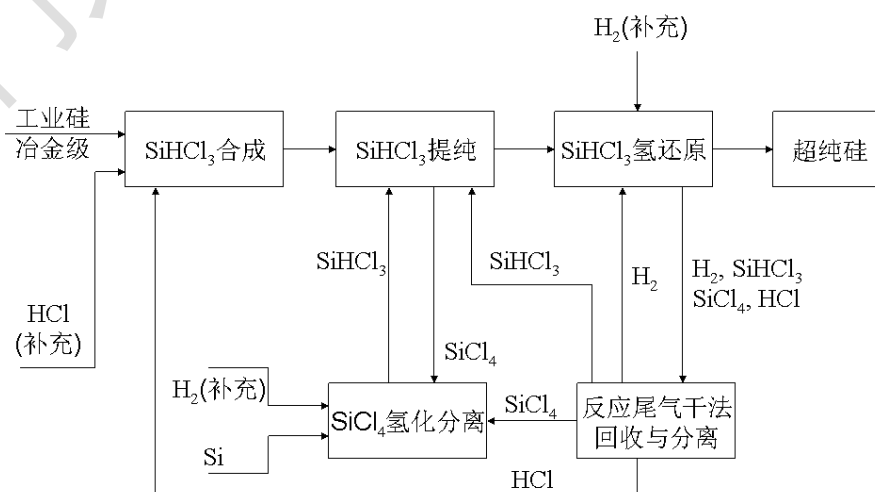 H₂(补充)
工业硅
冶金级
SiHCl₃合成
SiHCl₃提纯
SiHCl₃氢还原
超纯硅
HCl
(补充)
SiHCl₃
SiHCl₃
H₂
H₂, SiHCl₃
SiCl₄, HCl
SiCl₄
H₂(补充)
SiCl₄氢化分离
SiCl₄
反应尾气干法
回收与分离
Si
HCl